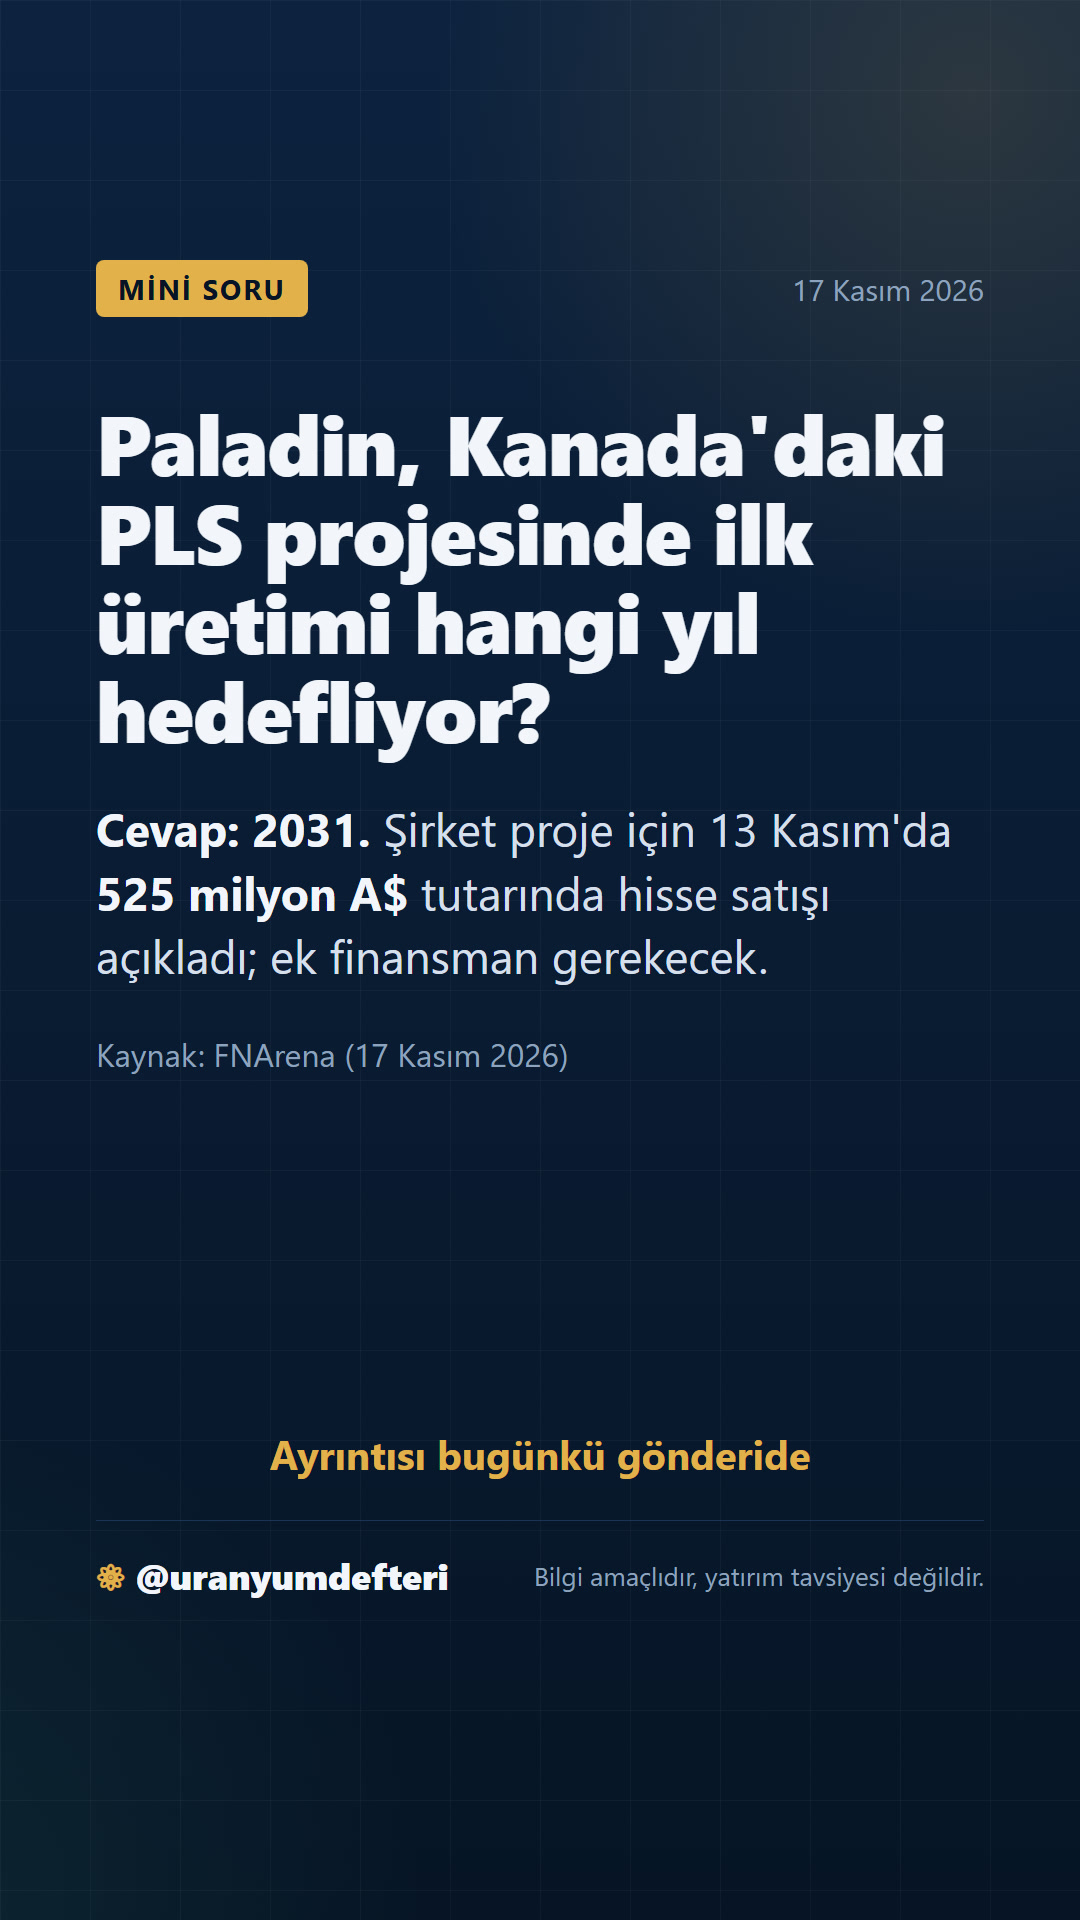 MİNİ SORU
17 Kasım 2026
Paladin, Kanada'daki
PLS projesinde ilk
üretimi hangi yıl
hedefliyor?
Cevap: 2031. Şirket proje için 13 Kasım'da
525 milyon A$ tutarında hisse satışı
açıkladı; ek finansman gerekecek.
Kaynak: FNArena (17 Kasım 2026)
Ayrıntısı bugünkü gönderide
@uranyumdefteri
Bilgi amaçlıdır, yatırım tavsiyesi değildir.